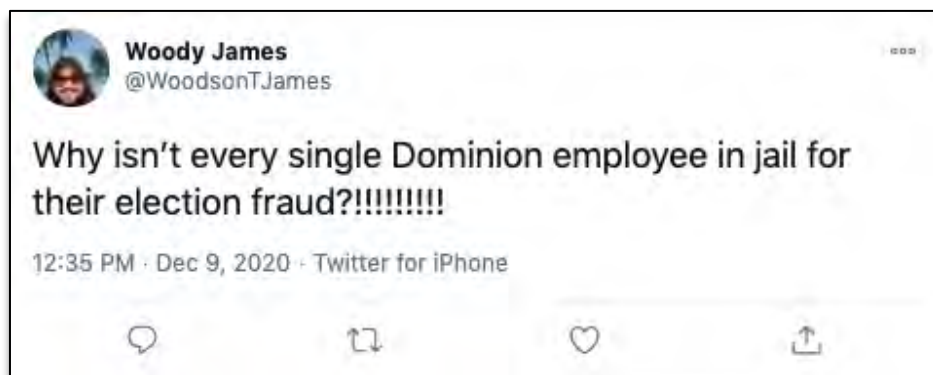 Woody James
@WoodsonTJames
Why isn't every single Dominion employee in jail for
their election fraud?!!!!!!!!!
12:35 PM · Dec 9, 2020 · Twitter for iPhone